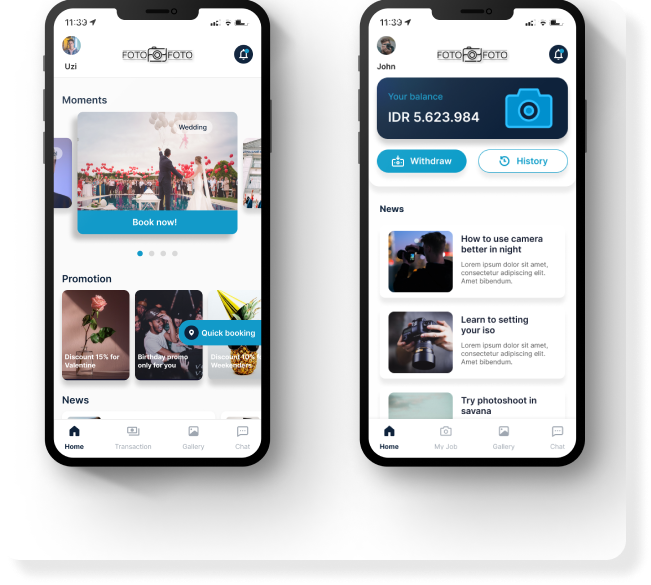 11:39
Uzi
FOTO FOTO
Moments
Wedding
Book now!
Promotion
Discount 15% for
Valentine
Birthday promo
only for you
Quick booking
Discount 10%
Weekenders
News
Home
Transaction
Gallery
Chat
11:39
John
FOTO FOTO
Your balance
IDR 5.623.984
Withdraw
History
News
How to use camera
better in night
Lorem ipsum dolor sit amet,
consectetur adipiscing elit.
Amet bibendum.
Learn to setting
your iso
Lorem ipsum dolor sit amet,
consectetur adipiscing elit.
Amet bibendum.
Try photoshoot in
savana
Home
My Job
Gallery
Chat